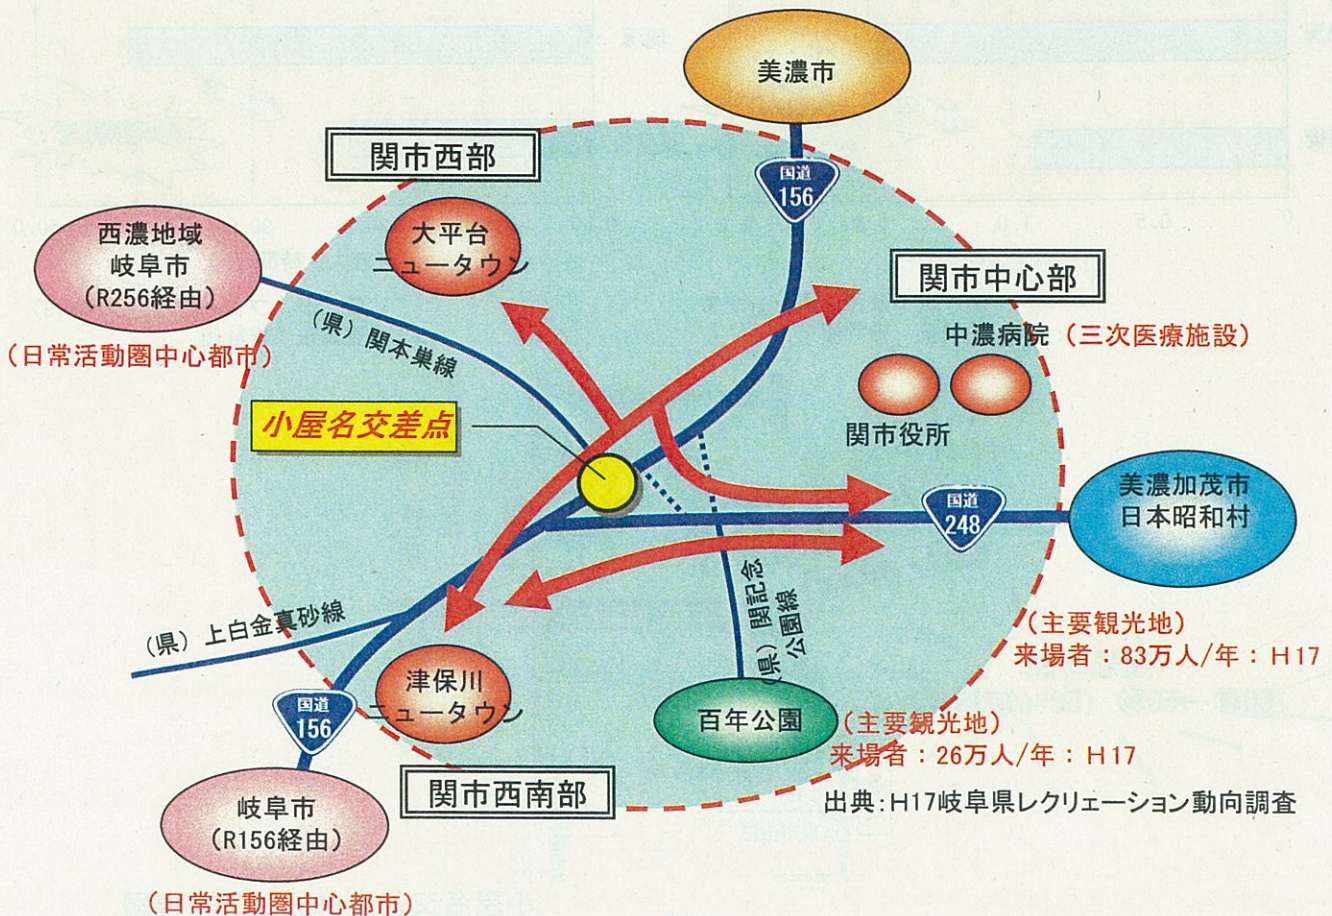 美濃市
関市西部
国道
156
西濃地域
岐阜市
(R256経由)
大平台
ニュータウン
関市中心部
(県)関本巣線
(日常活動圏中心都市)
中濃病院(三次医療施設)
小屋名交差点
関市役所
美濃加茂市
日本昭和村
国道
248
(県)関記念
公園線
(県)上白金真砂線
(主要観光地)
来場者:83万人/年:H17
津保川
ニュータウン
国道
156
百年公園
(主要観光地)
来場者:26万人/年:H17
関市西南部
出典:H17岐阜県レクリェーション動向調査
岐阜市
(R156経由)
(日常活動圏中心都市)